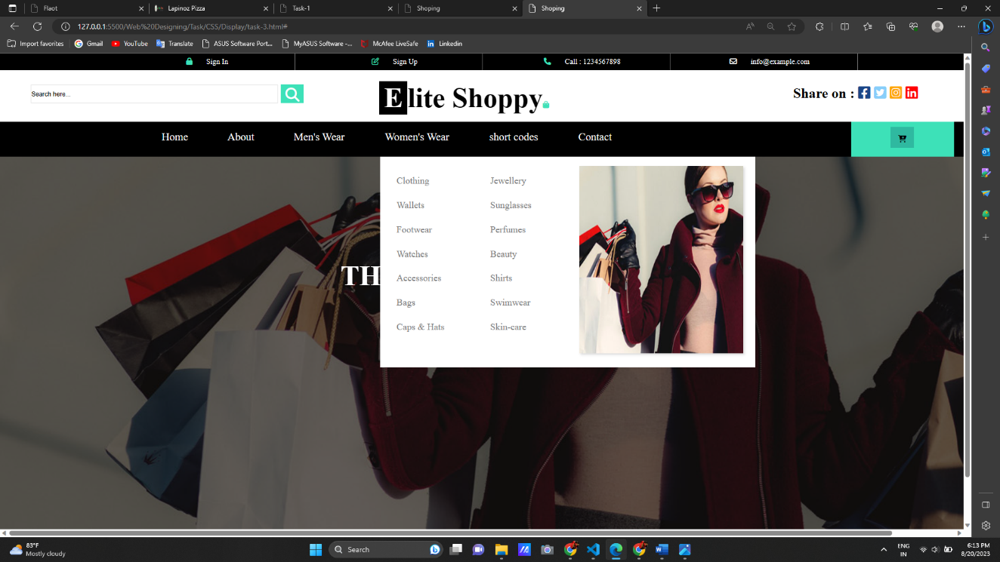 Flaot
Lapinoz Pizza
Task-1
Shoping
Shoping
127.0.0.1:5500/Web%20Designing/Task/CSS/Display/task-3.html#
Import favorites
Gmail
YouTube
Translate
ASUS Software Port...
MyASUS Software -...
McAfee LiveSafe
Linkedin
Sign In
Sign Up
Call : 1234567898
info@example.com
Search here...
Elite Shoppy
Share on :
Home
About
Men's Wear
Women's Wear
short codes
Contact
Clothing
Jewellery
Wallets
Sunglasses
Footwear
Perfumes
Watches
Beauty
TH
Accessories
Shirts
Bags
Swimwear
Caps & Hats
Skin-care
83°F
Mostly cloudy
Search
ENG
IN
6:13 PM
8/20/2023